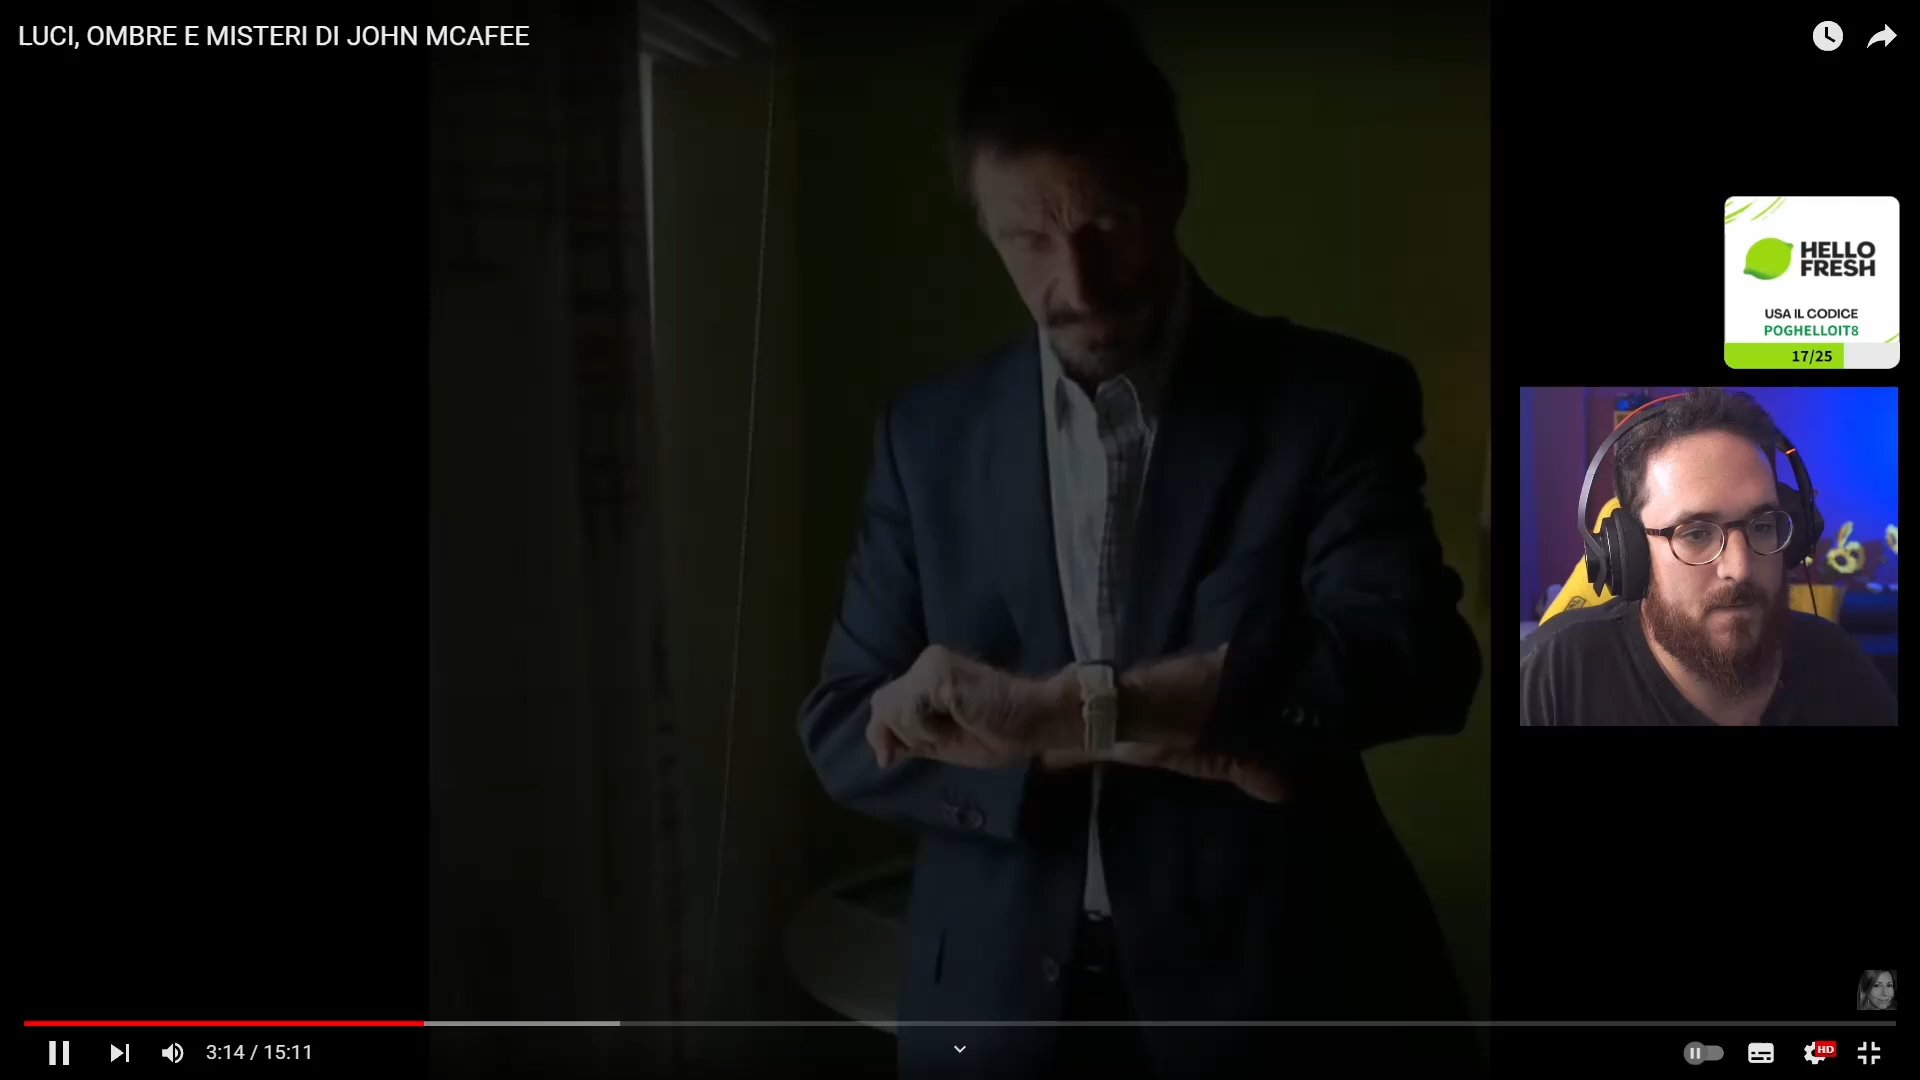 LUCI, OMBRE E MISTERI DI JOHN MCAFEE
HELLO
FRESH
USA IL CODICE
POGHELLOIT8
17/25
3:14 / 15:11
HD